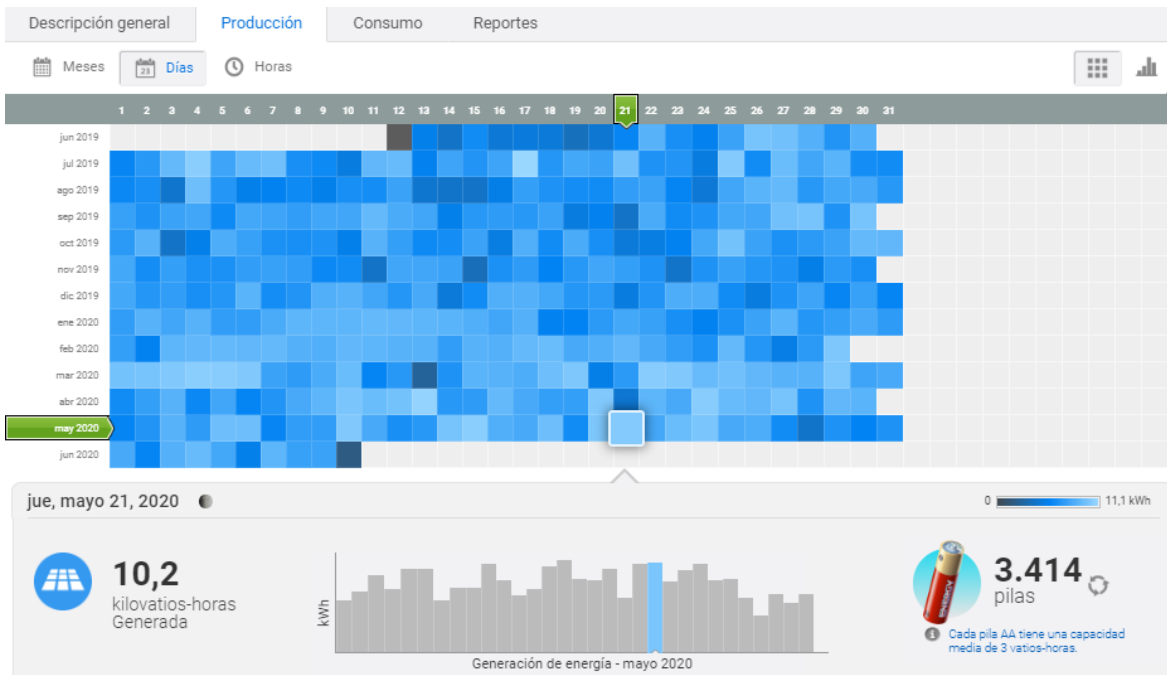 Descripción general Producción Consumo Reportes
Meses 23 Días Horas
1 2 3 4 5 6 7 8 9 10 11 12 13 14 15 16 17 18 19 20 21 22 23 24 25 26 27 28 29 30 31
jun 2019
jul 2019
ago 2019
sep 2019
oct 2019
nov 2019
dic 2019
ene 2020
feb 2020
mar 2020
abr 2020
may 2020
jun 2020
jue, mayo 21, 2020 0 11,1 kWh
10,2
kilovatios-horas
Generada
kWh
Generación de energía - mayo 2020
ENERGY
3.414
pilas
Cada pila AA tiene una capacidad
media de 3 vatios-horas.